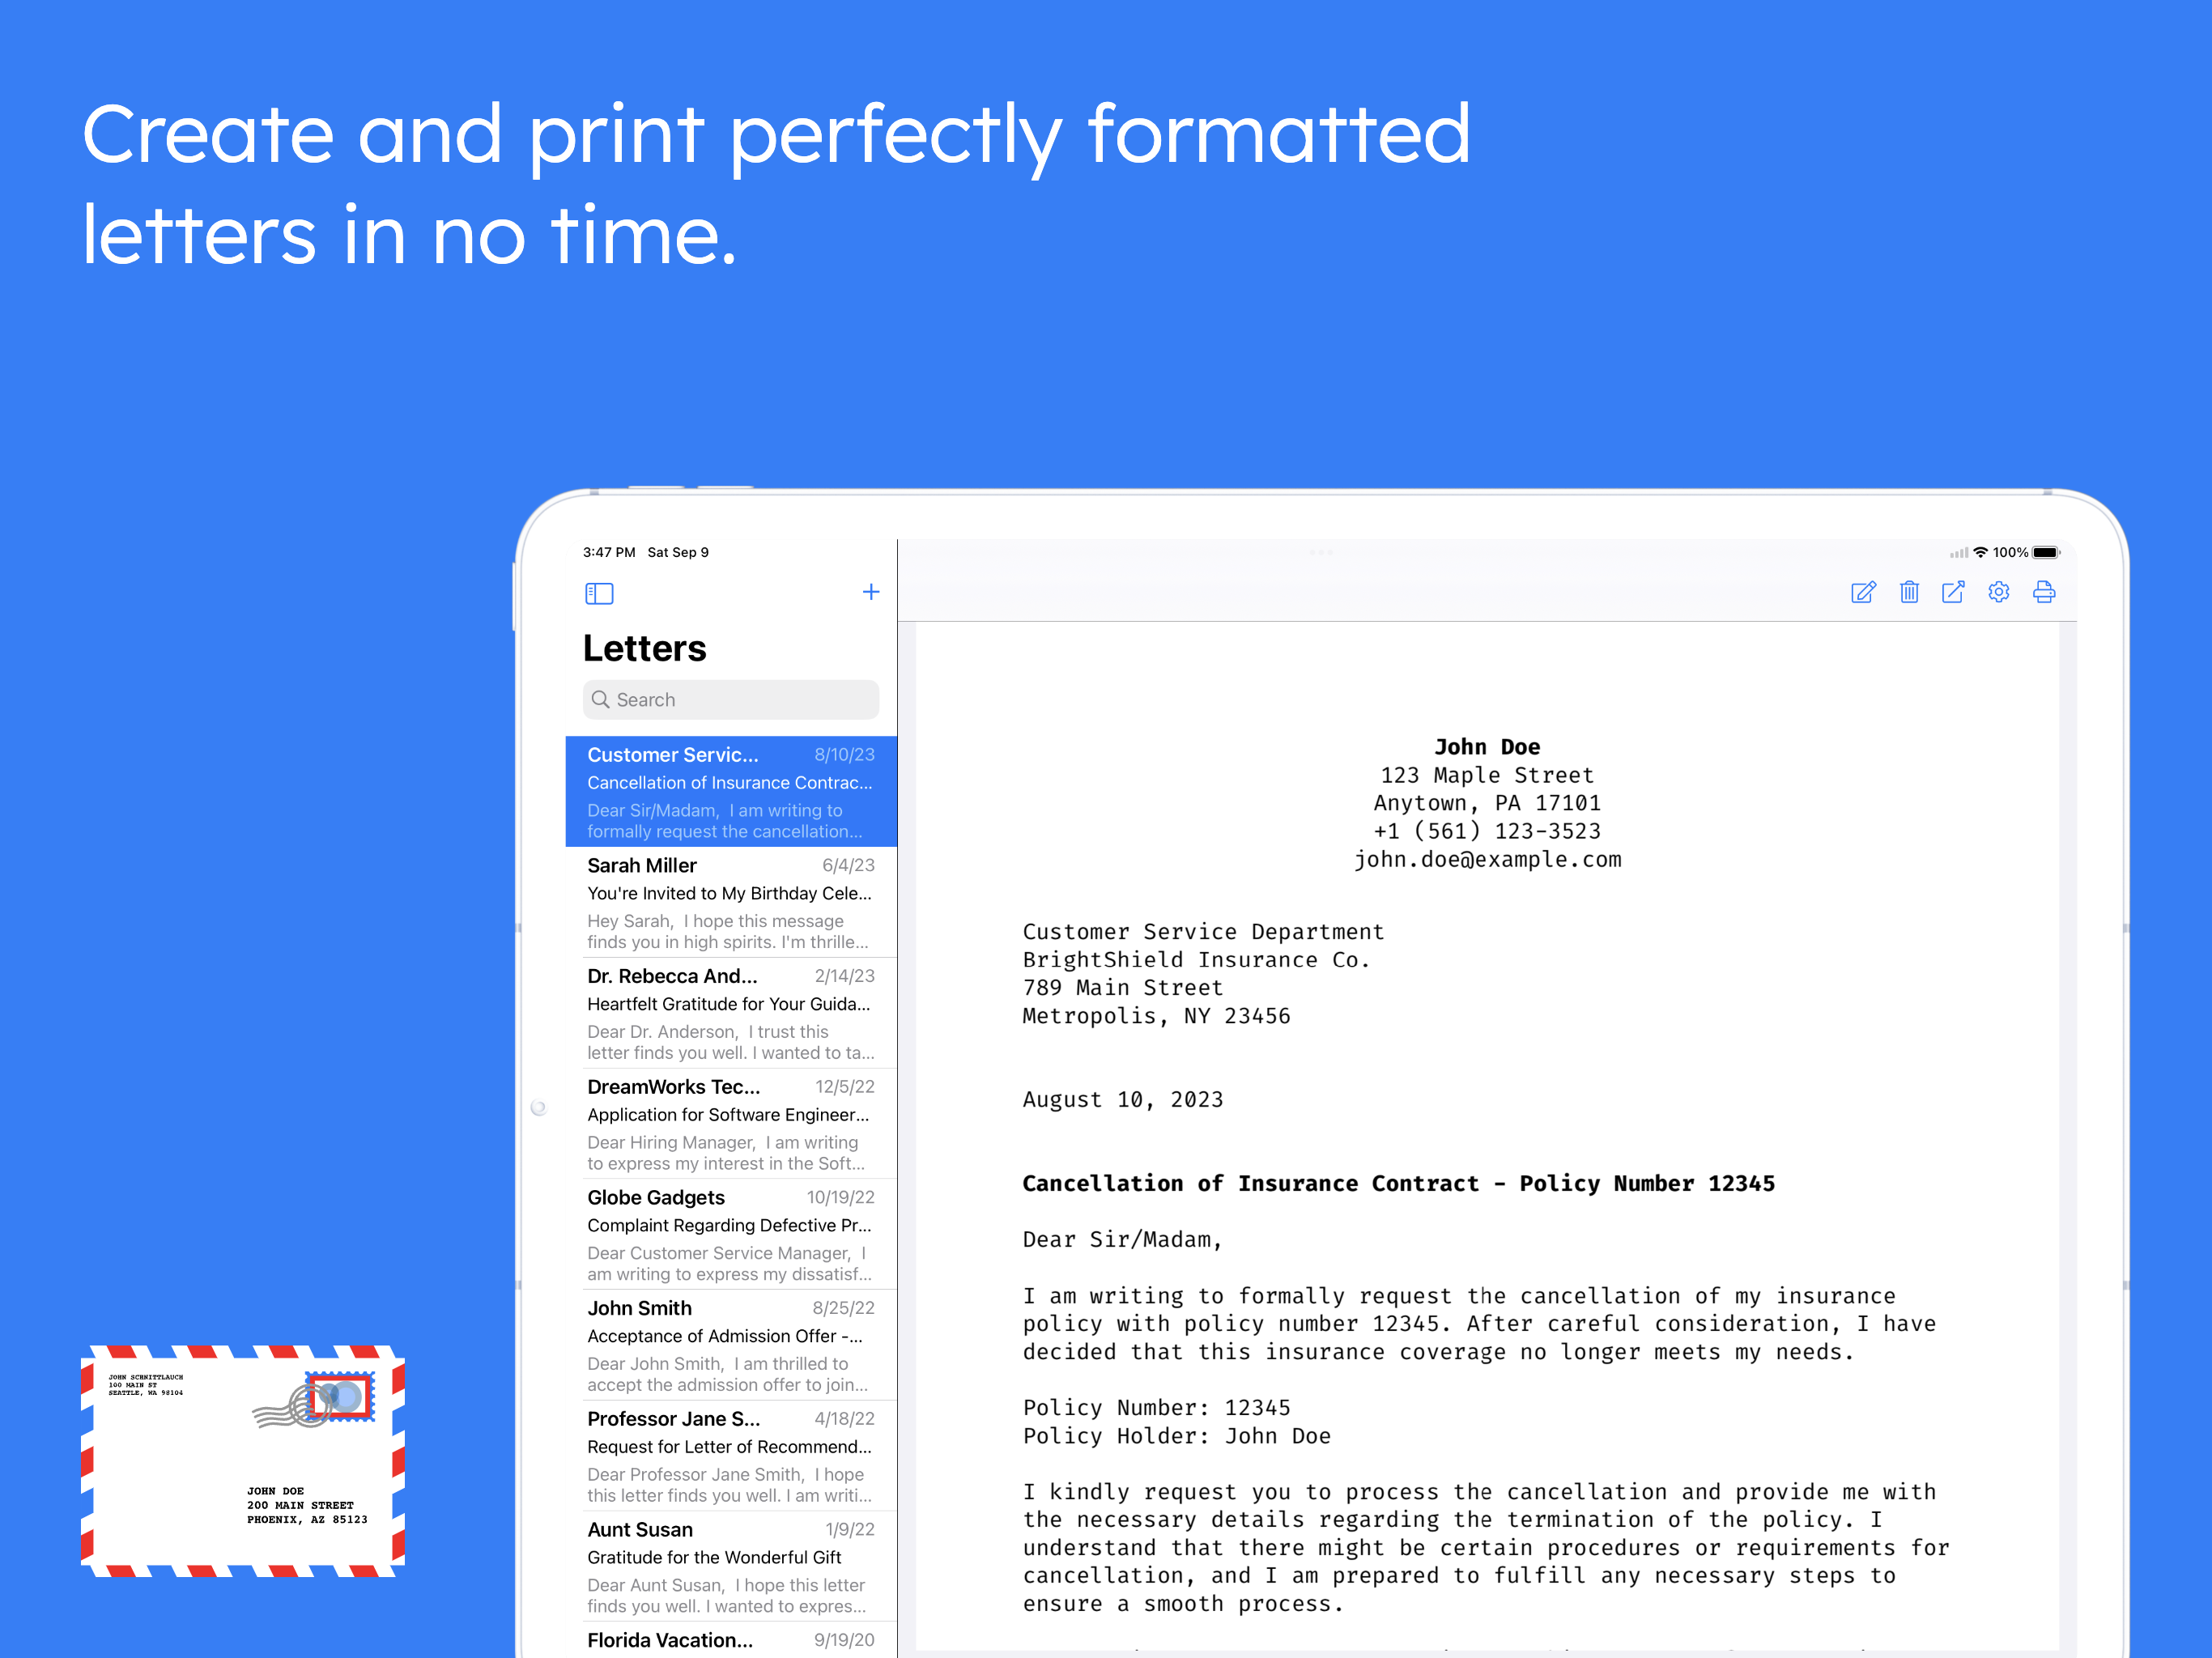 Create and print perfectly formatted
letters in no time.
3:47 PM Sat Sep 9
100%
Letters
Search
Customer Servic... 8/10/23
Cancellation of Insurance Contrac...
Dear Sir/Madam, I am writing to
formally request the cancellation...
Sarah Miller 6/4/23
You're Invited to My Birthday Cele...
Hey Sarah, I hope this message
finds you in high spirits. I'm thrille...
Dr. Rebecca And... 2/14/23
Heartfelt Gratitude for Your Guida...
Dear Dr. Anderson, I trust this
letter finds you well. I wanted to ta...
DreamWorks Tec... 12/5/22
Application for Software Engineer...
Dear Hiring Manager, I am writing
to express my interest in the Soft...
Globe Gadgets 10/19/22
Complaint Regarding Defective Pr...
Dear Customer Service Manager, I
am writing to express my dissatisf...
John Smith 8/25/22
Acceptance of Admission Offer -...
Dear John Smith, I am thrilled to
accept the admission offer to join...
Professor Jane S... 4/18/22
Request for Letter of Recommend...
Dear Professor Jane Smith, I hope
this letter finds you well. I am writi...
Aunt Susan 1/9/22
Gratitude for the Wonderful Gift
Dear Aunt Susan, I hope this letter
finds you well. I wanted to expres...
Florida Vacation... 9/19/20
John Doe
123 Maple Street
Anytown, PA 17101
+1 (561) 123-3523
john.doe@example.com
Customer Service Department
BrightShield Insurance Co.
789 Main Street
Metropolis, NY 23456
August 10, 2023
Cancellation of Insurance Contract - Policy Number 12345
Dear Sir/Madam,
I am writing to formally request the cancellation of my insurance
policy with policy number 12345. After careful consideration, I have
decided that this insurance coverage no longer meets my needs.
Policy Number: 12345
Policy Holder: John Doe
I kindly request you to process the cancellation and provide me with
the necessary details regarding the termination of the policy. I
understand that there might be certain procedures or requirements for
cancellation, and I am prepared to fulfill any necessary steps to
ensure a smooth process.
JOHN SCHNITTLAUCH
100 MAIN ST
SEATTLE, WA 98104
JOHN DOE
200 MAIN STREET
PHOENIX, AZ 85123